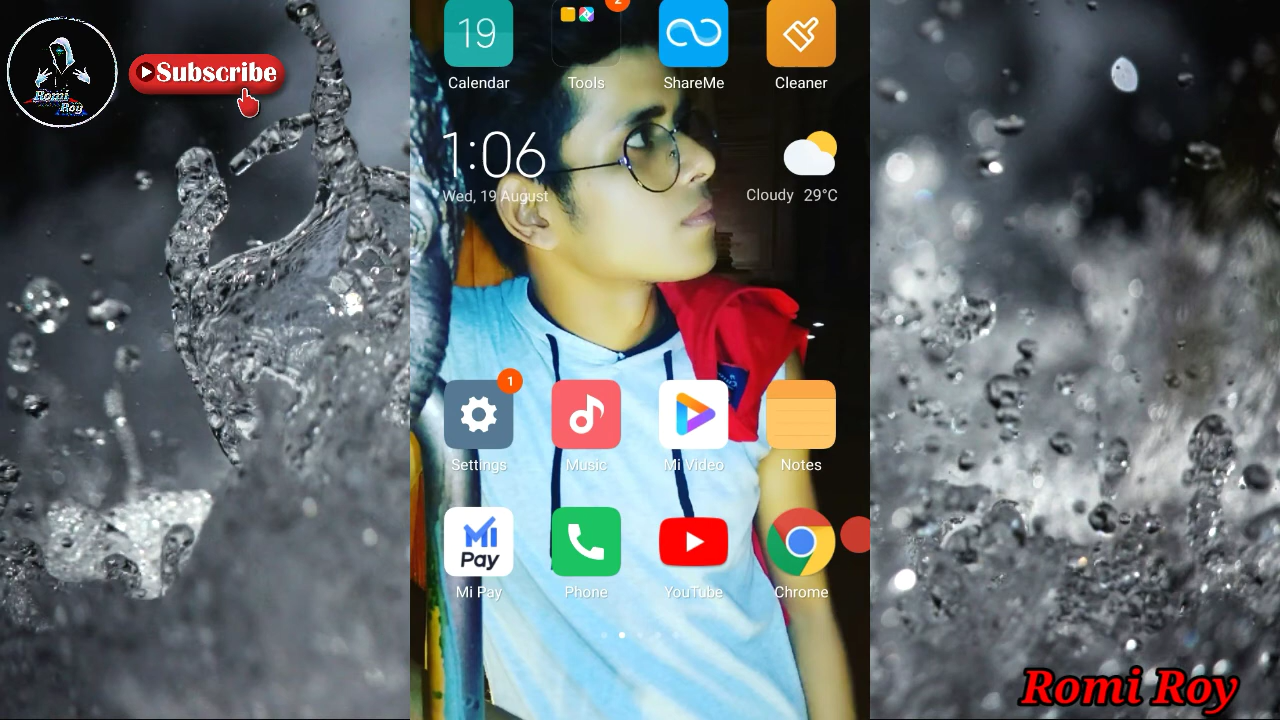 Romi
Roy
Subscribe
19
2
Calendar
Tools
ShareMe
Cleaner
1:06
Wed, 19 August
Cloudy 29°C
1
Settings
Music
Mi Video
Notes
Mi
Pay
Mi Pay
Phone
YouTube
Chrome
Romi Roy